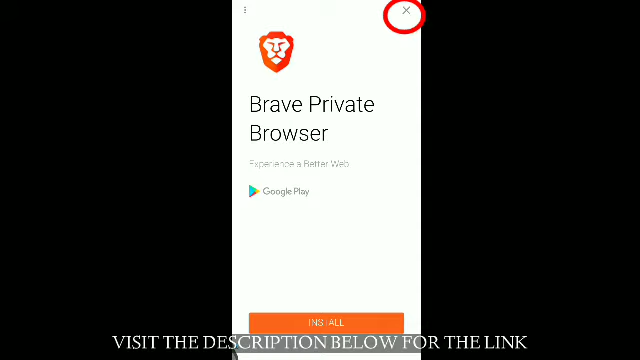 Brave Private
Browser
Experience a Better Web
Google Play
INSTALL
VISIT THE DESCRIPTION BELOW FOR THE LINK